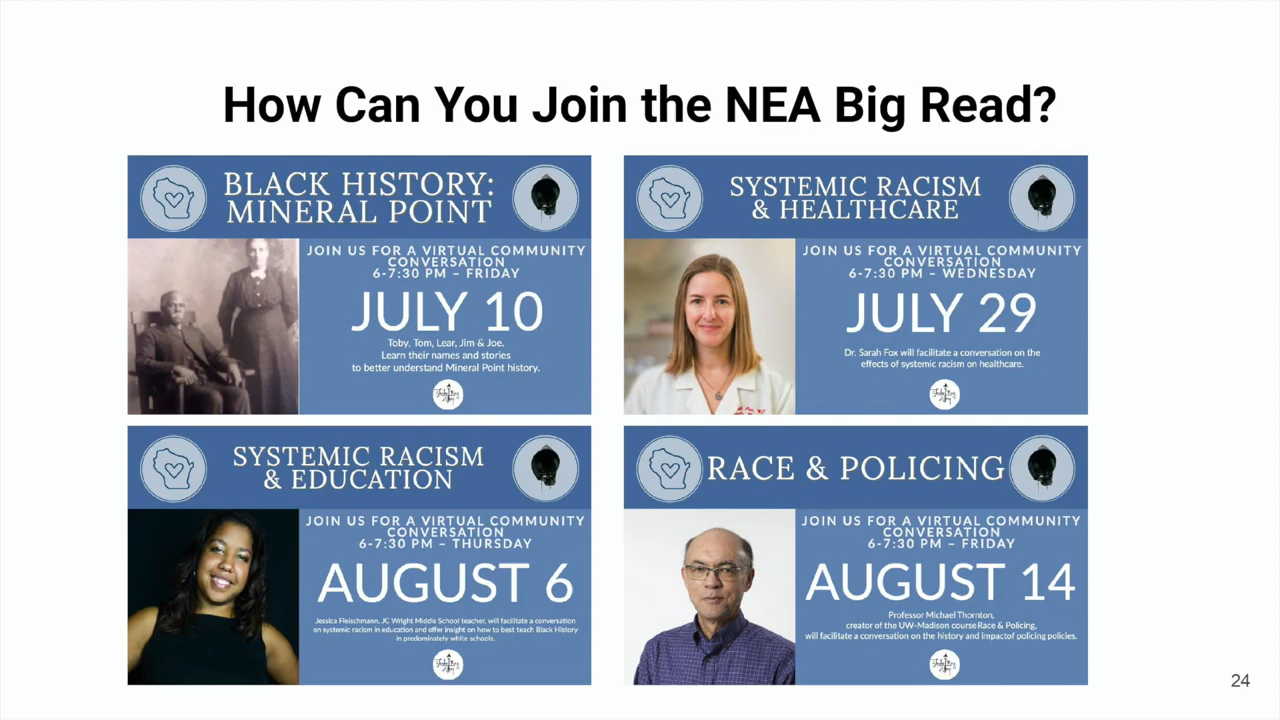 How Can You Join the NEA Big Read?
BLACK HISTORY:
MINERAL POINT
JOIN US FOR A VIRTUAL COMMUNITY
CONVERSATION
6-7:30 PM – FRIDAY
JULY 10
Toby, Tom, Lear, Jim & Joe.
Learn their names and stories
to better understand Mineral Point history.
SYSTEMIC RACISM
& HEALTHCARE
JOIN US FOR A VIRTUAL COMMUNITY
CONVERSATION
6-7:30 PM – WEDNESDAY
JULY 29
Dr. Sarah Fox will facilitate a conversation on the
effects of systemic racism on healthcare.
SYSTEMIC RACISM
& EDUCATION
JOIN US FOR A VIRTUAL COMMUNITY
CONVERSATION
6-7:30 PM – THURSDAY
AUGUST 6
Jessica Fleischmann, JC Wright Middle School teacher, will facilitate a conversation
on systemic racism in education and offer insight on how to best teach Black History
in predominately white schools.
RACE & POLICING
JOIN US FOR A VIRTUAL COMMUNITY
CONVERSATION
6-7:30 PM – FRIDAY
AUGUST 14
Professor Michael Thornton,
creator of the UW-Madison course Race & Policing,
will facilitate a conversation on the history and impactof policing policies.
24